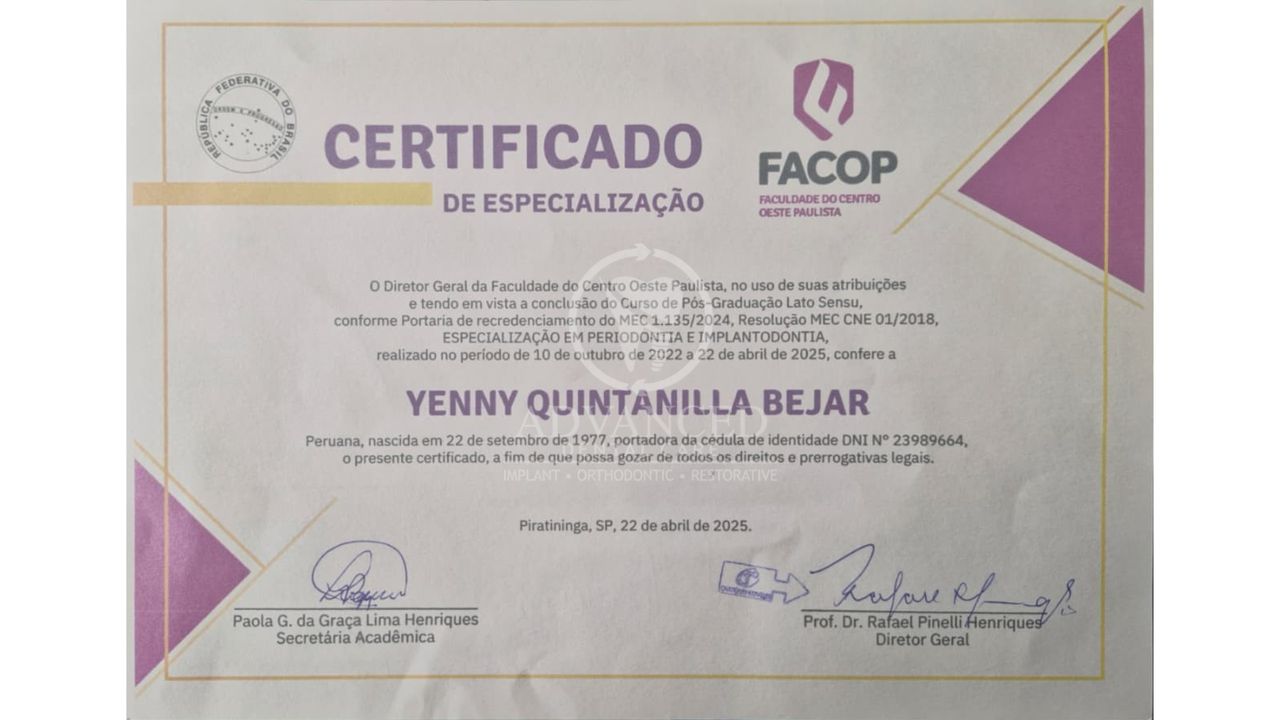 REPÚBLICA FEDERATIVA DO BRASIL
ORDEM E PROGRESSO
CERTIFICADO
DE ESPECIALIZAÇÃO
FACOP
FACULDADE DO CENTRO
OESTE PAULISTA
O Diretor Geral da Faculdade do Centro Oeste Paulista, no uso de suas atribuições
e tendo em vista a conclusão do Curso de Pós-Graduação Lato Sensu,
conforme Portaria de recredenciamento do MEC 1.135/2024, Resolução MEC CNE 01/2018,
ESPECIALIZAÇÃO EM PERIODONTIA E IMPLANTODONTIA,
realizado no período de 10 de outubro de 2022 a 22 de abril de 2025, confere a
YENNY QUINTANILLA BEJAR
ADVANCED
Peruana, nascida em 22 de setembro de 1977, portadora da cédula de identidade DNI Nº 23989664,
o presente certificado, a fim de que possa gozar de todos os direitos e prerrogativas legais.
IMPLANT • ORTHODONTIC • RESTORATIVE
Piratininga, SP, 22 de abril de 2025.
Paola G. da Graça Lima Henriques
Secretária Acadêmica
Prof. Dr. Rafael Pinelli Henriques
Diretor Geral